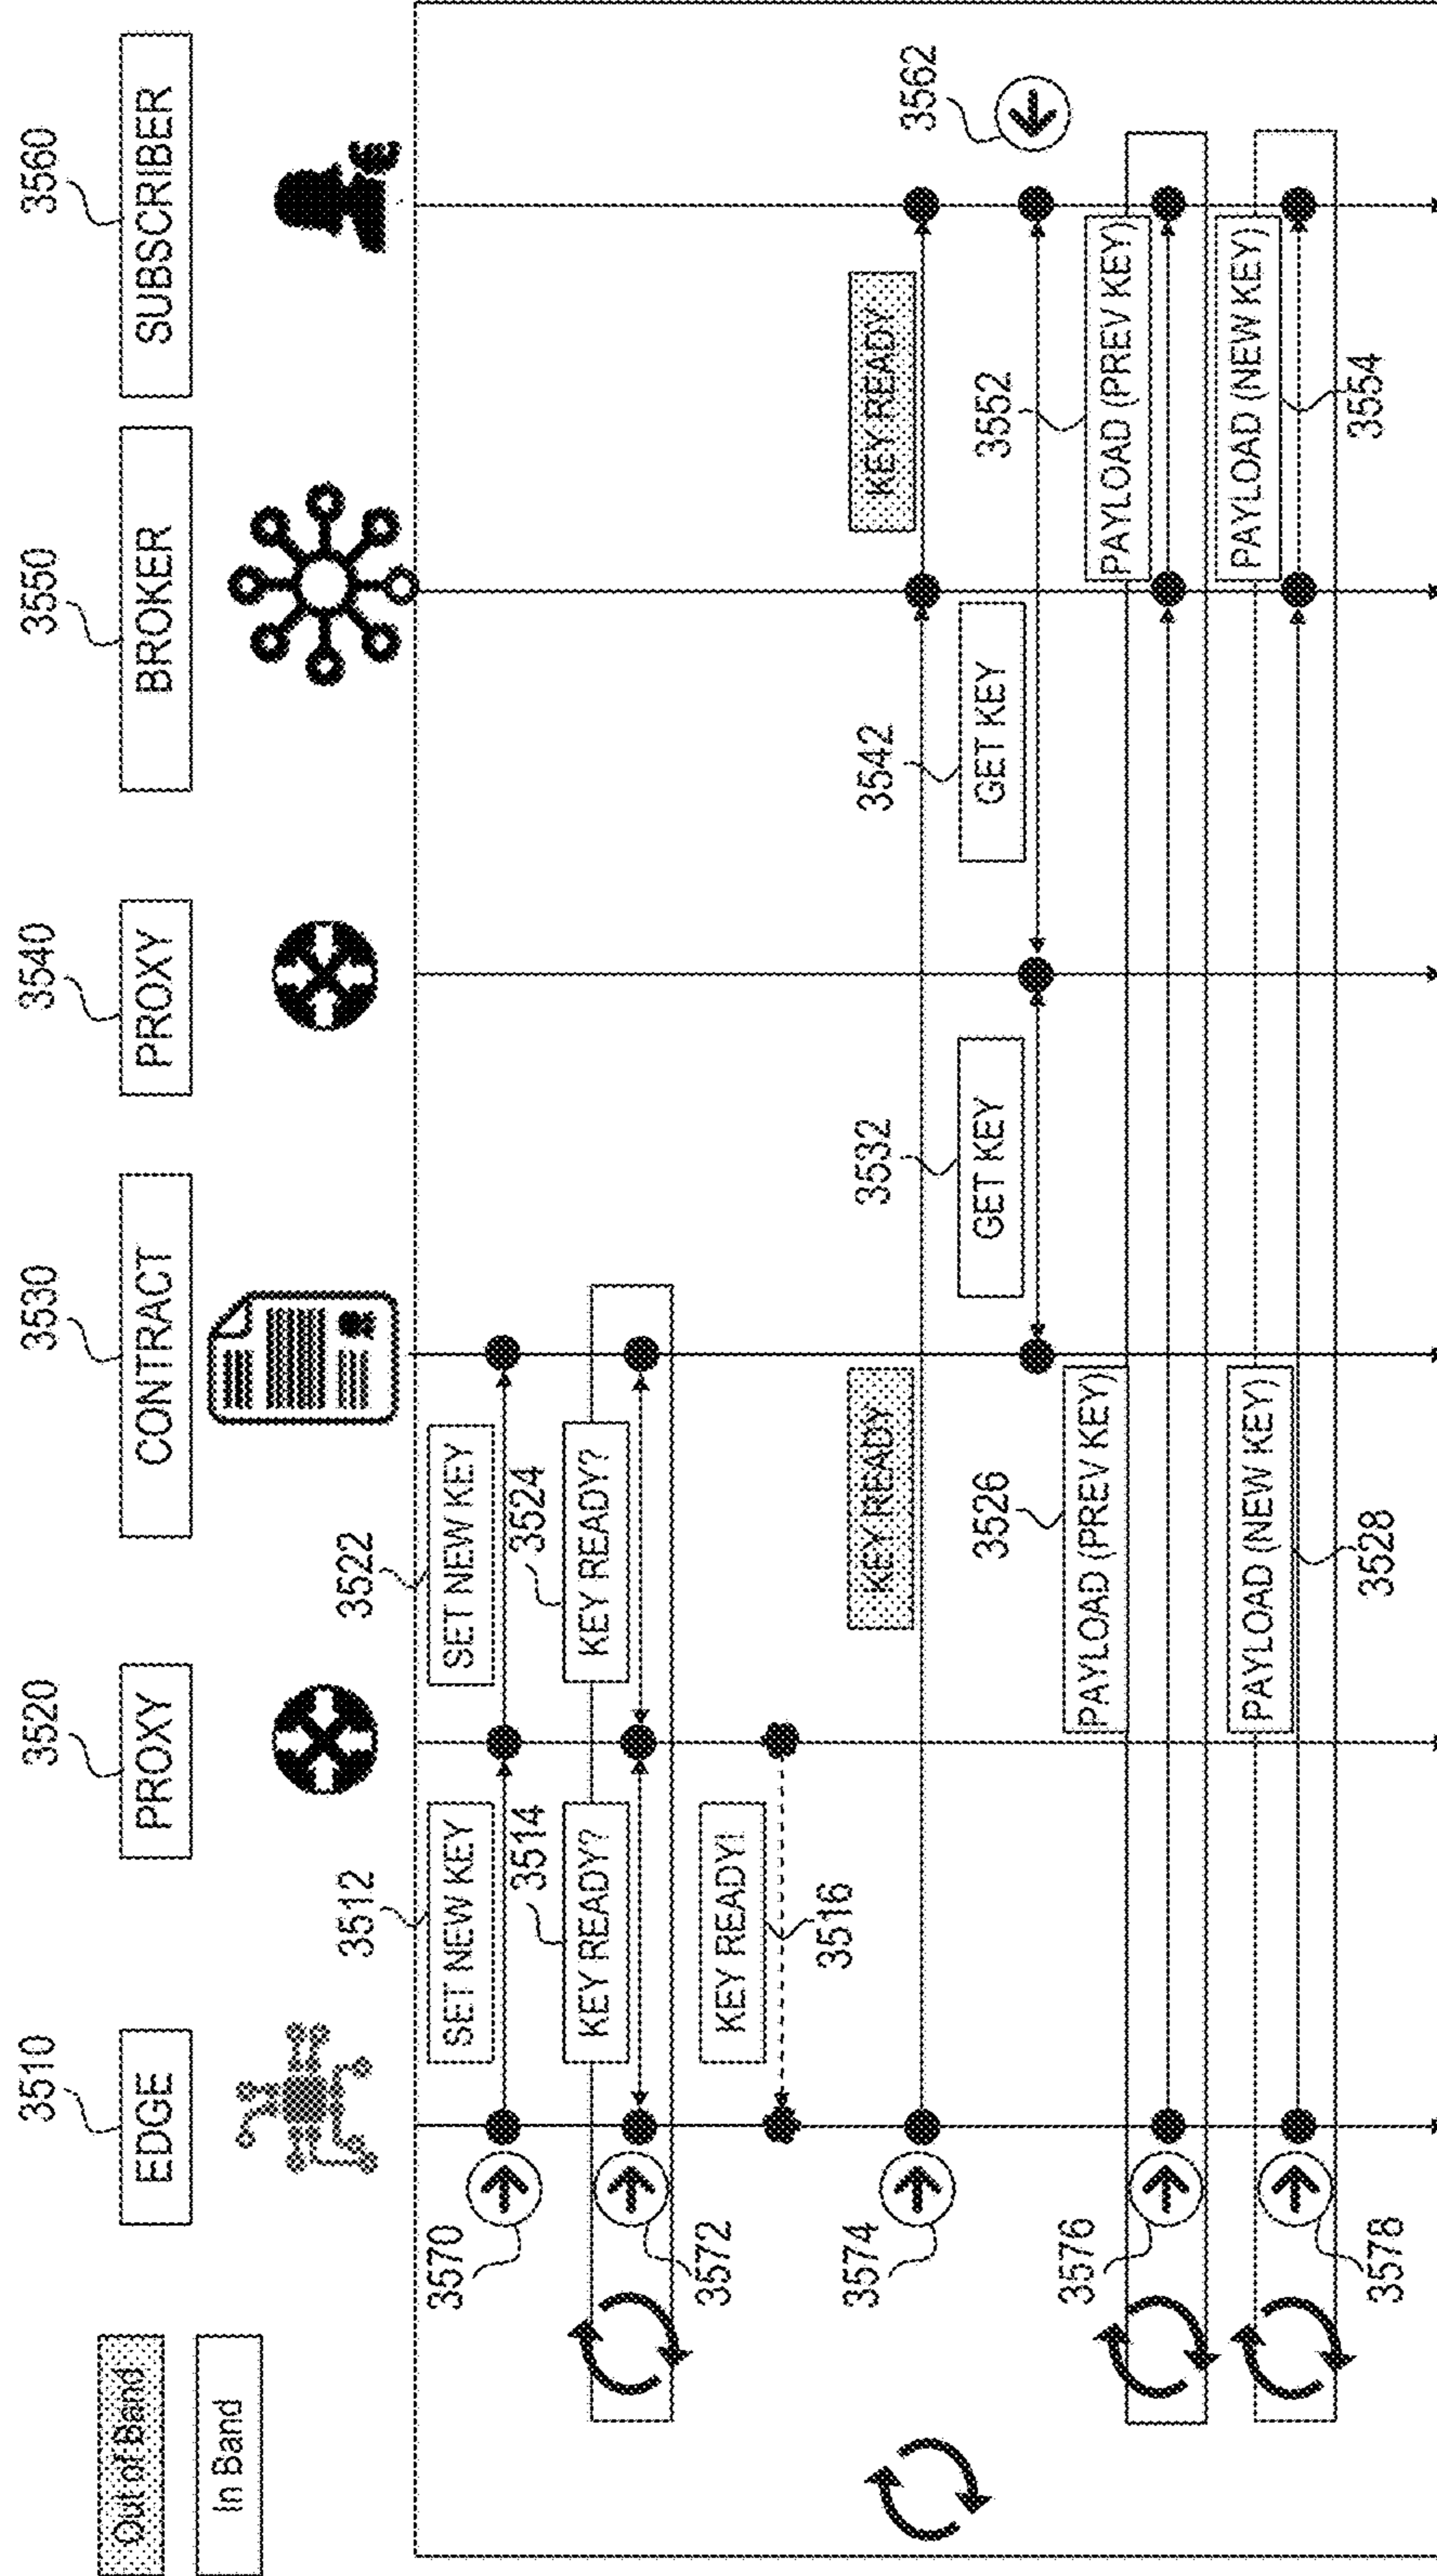 Out of Band
In Band
3510
EDGE
3520
PROXY
3530
CONTRACT
3540
PROXY
3550
BROKER
3560
SUBSCRIBER
3570
3512
SET NEW KEY
3522
SET NEW KEY
3572
3514
KEY READY?
3524
KEY READY?
KEY READY!
3516
3574
KEY READY
KEY READY
3532
GET KEY
3542
GET KEY
3562
3576
3526
PAYLOAD (PREV KEY)
3552
PAYLOAD (PREV KEY)
3578
PAYLOAD (NEW KEY)
3528
PAYLOAD (NEW KEY)
3554